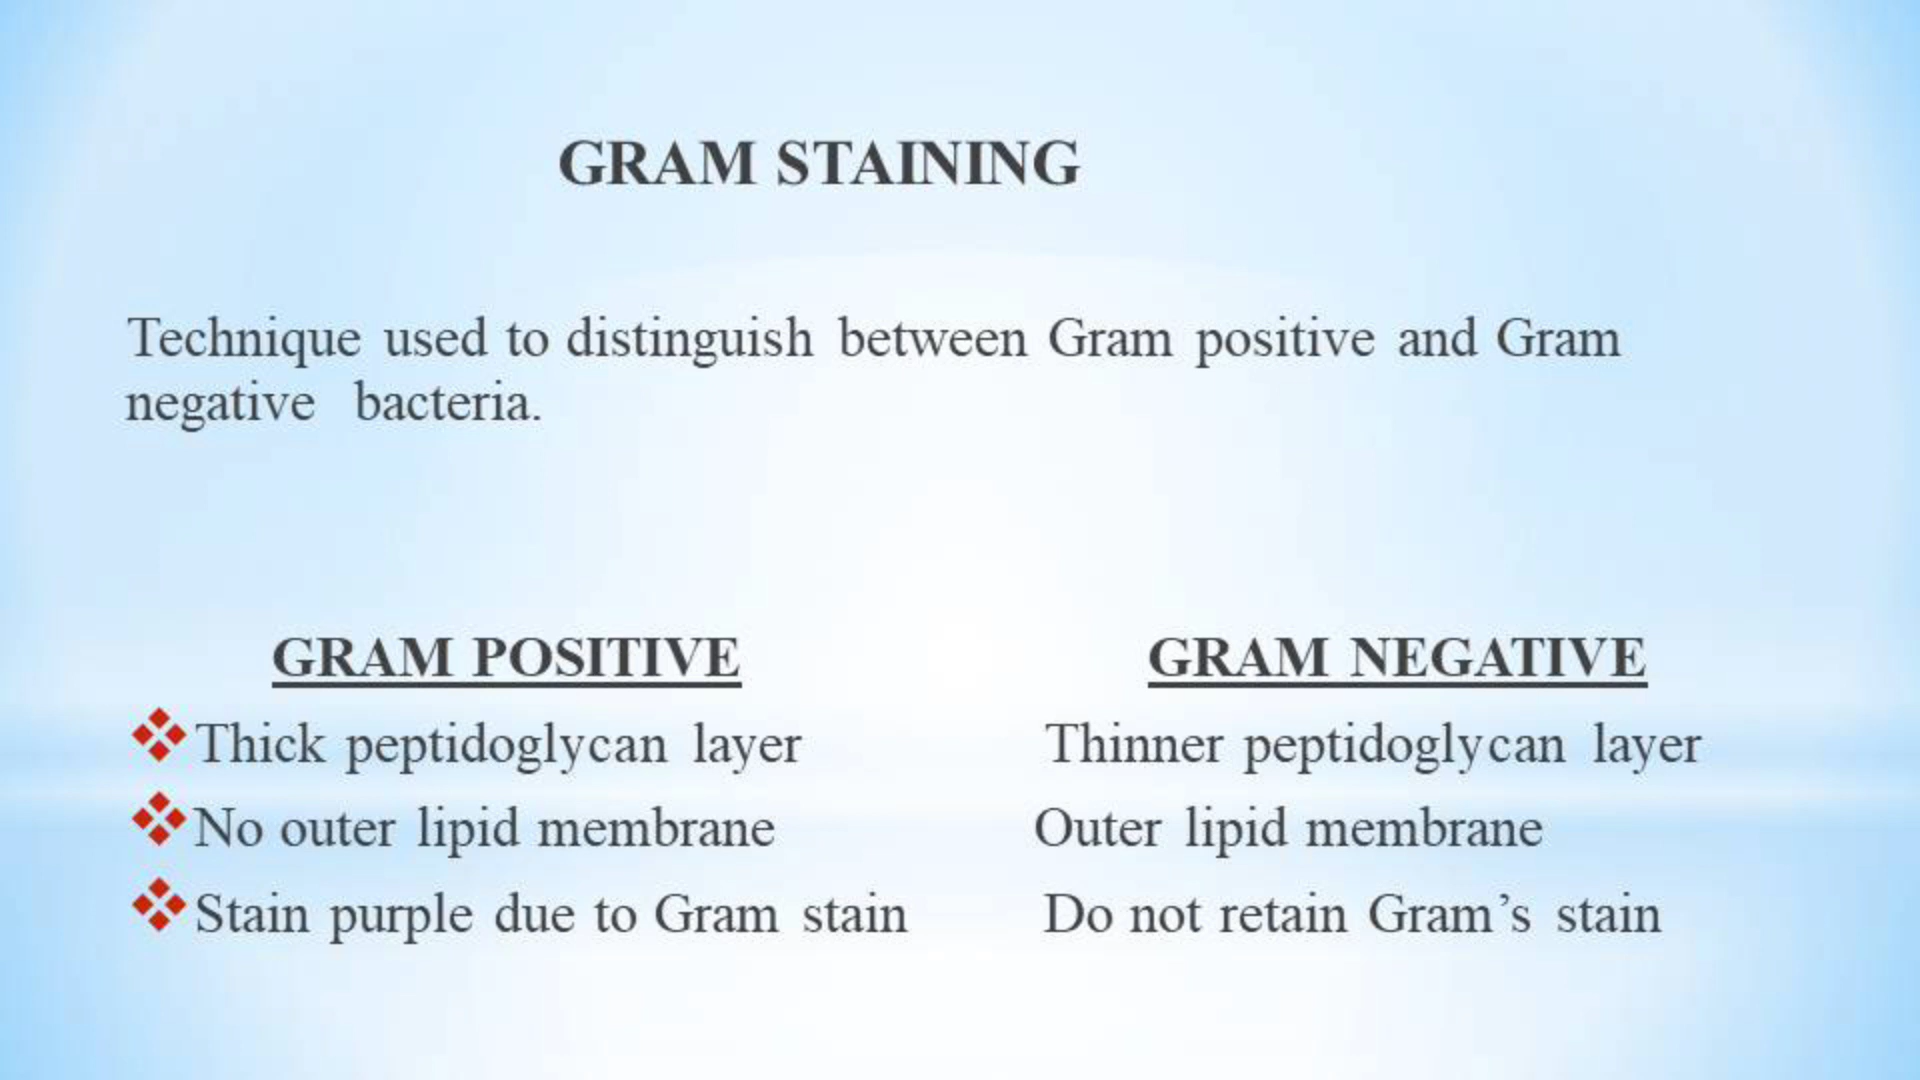 GRAM STAINING
Technique used to distinguish between Gram positive and Gram
negative bacteria.
GRAM POSITIVE GRAM NEGATIVE
Thick peptidoglycan layer Thinner peptidoglycan layer
No outer lipid membrane Outer lipid membrane
Stain purple due to Gram stain Do not retain Gram’s stain